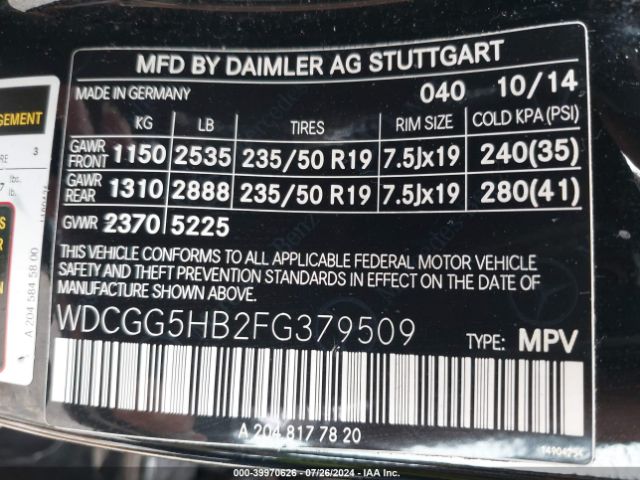 MFD BY DAIMLER AG STUTTGART
MADE IN GERMANY 040 10/14
KG LB TIRES RIM SIZE COLD KPA (PSI)
GAWR FRONT 1150 2535 235/50 R19 7.5Jx19 240(35)
GAWR REAR 1310 2888 235/50 R19 7.5Jx19 280(41)
GVWR 2370 5225
THIS VEHICLE CONFORMS TO ALL APPLICABLE FEDERAL MOTOR VEHICLE
SAFETY AND THEFT PREVENTION STANDARDS IN EFFECT ON THE DATE OF
MANUFACTURE SHOWN ABOVE.
WDCGG5HB2FG379509 TYPE: MPV
A 204 817 78 20
A 204 584 58 00
000-39970626 - 07/26/2024 - IAA Inc.